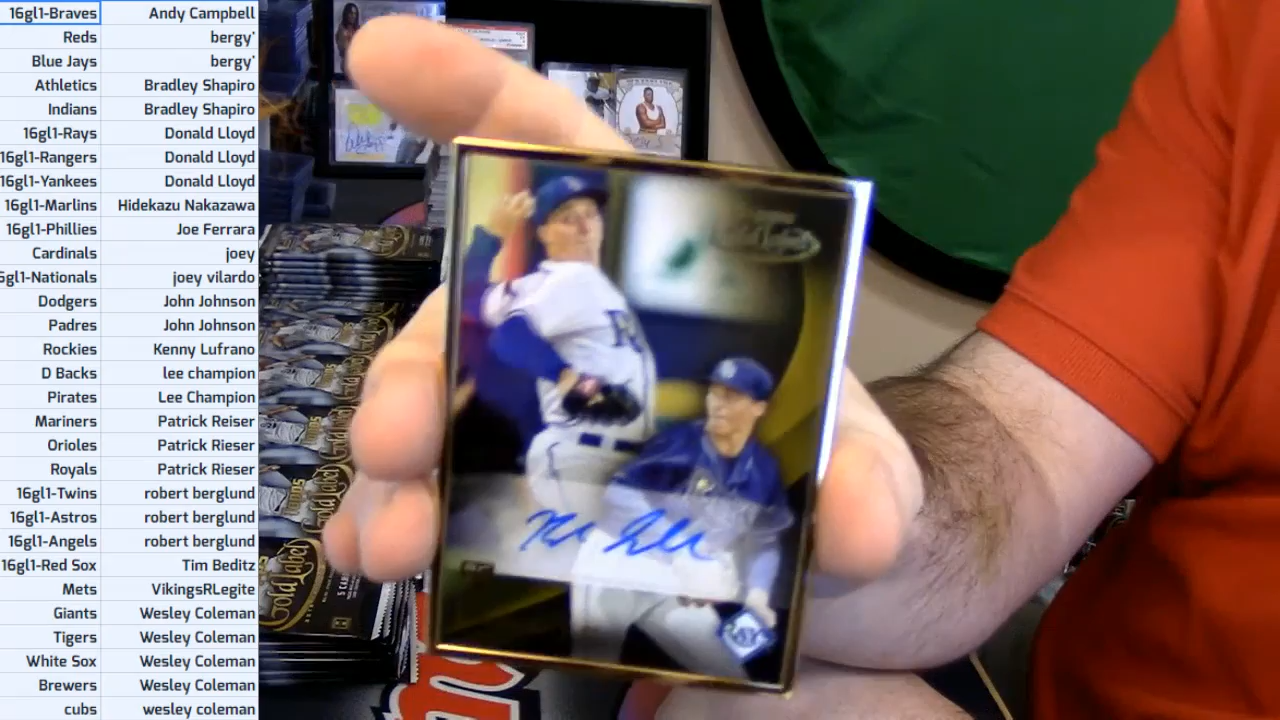 16gl1-Braves Andy Campbell
Reds bergy'
Blue Jays bergy'
Athletics Bradley Shapiro
Indians Bradley Shapiro
16gl1-Rays Donald Lloyd
16gl1-Rangers Donald Lloyd
16gl1-Yankees Donald Lloyd
16gl1-Marlins Hidekazu Nakazawa
16gl1-Phillies Joe Ferrara
Cardinals joey
6gl1-Nationals joey vilardo
Dodgers John Johnson
Padres John Johnson
Rockies Kenny Lufrano
D Backs lee champion
Pirates Lee Champion
Mariners Patrick Reiser
Orioles Patrick Rieser
Royals Patrick Rieser
16gl1-Twins robert berglund
16gl1-Astros robert berglund
16gl1-Angels robert berglund
16gl1-Red Sox Tim Beditz
Mets VikingsRLegite
Giants Wesley Coleman
Tigers Wesley Coleman
White Sox Wesley Coleman
Brewers Wesley Coleman
cubs wesley coleman
Gold Label
5 CARDS
RAYS